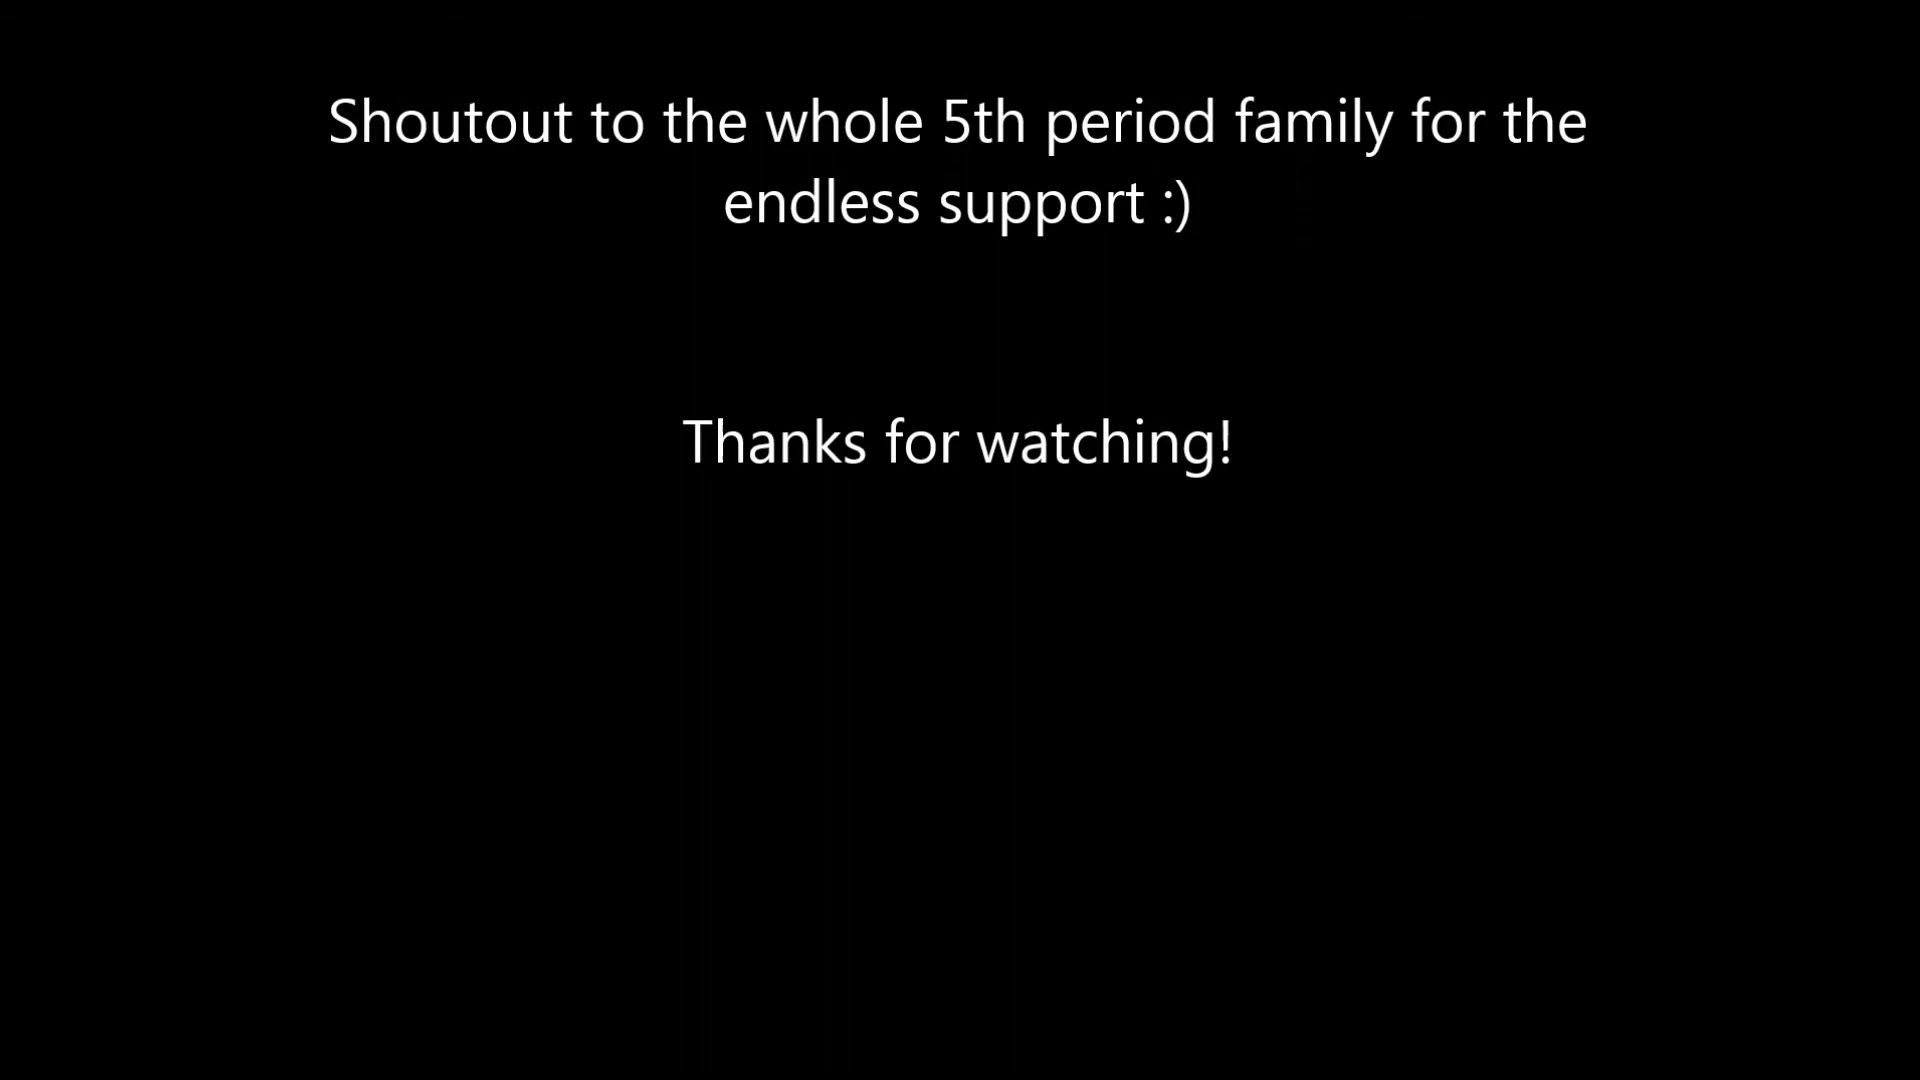 Shoutout to the whole 5th period family for the
endless support :)
Thanks for watching!